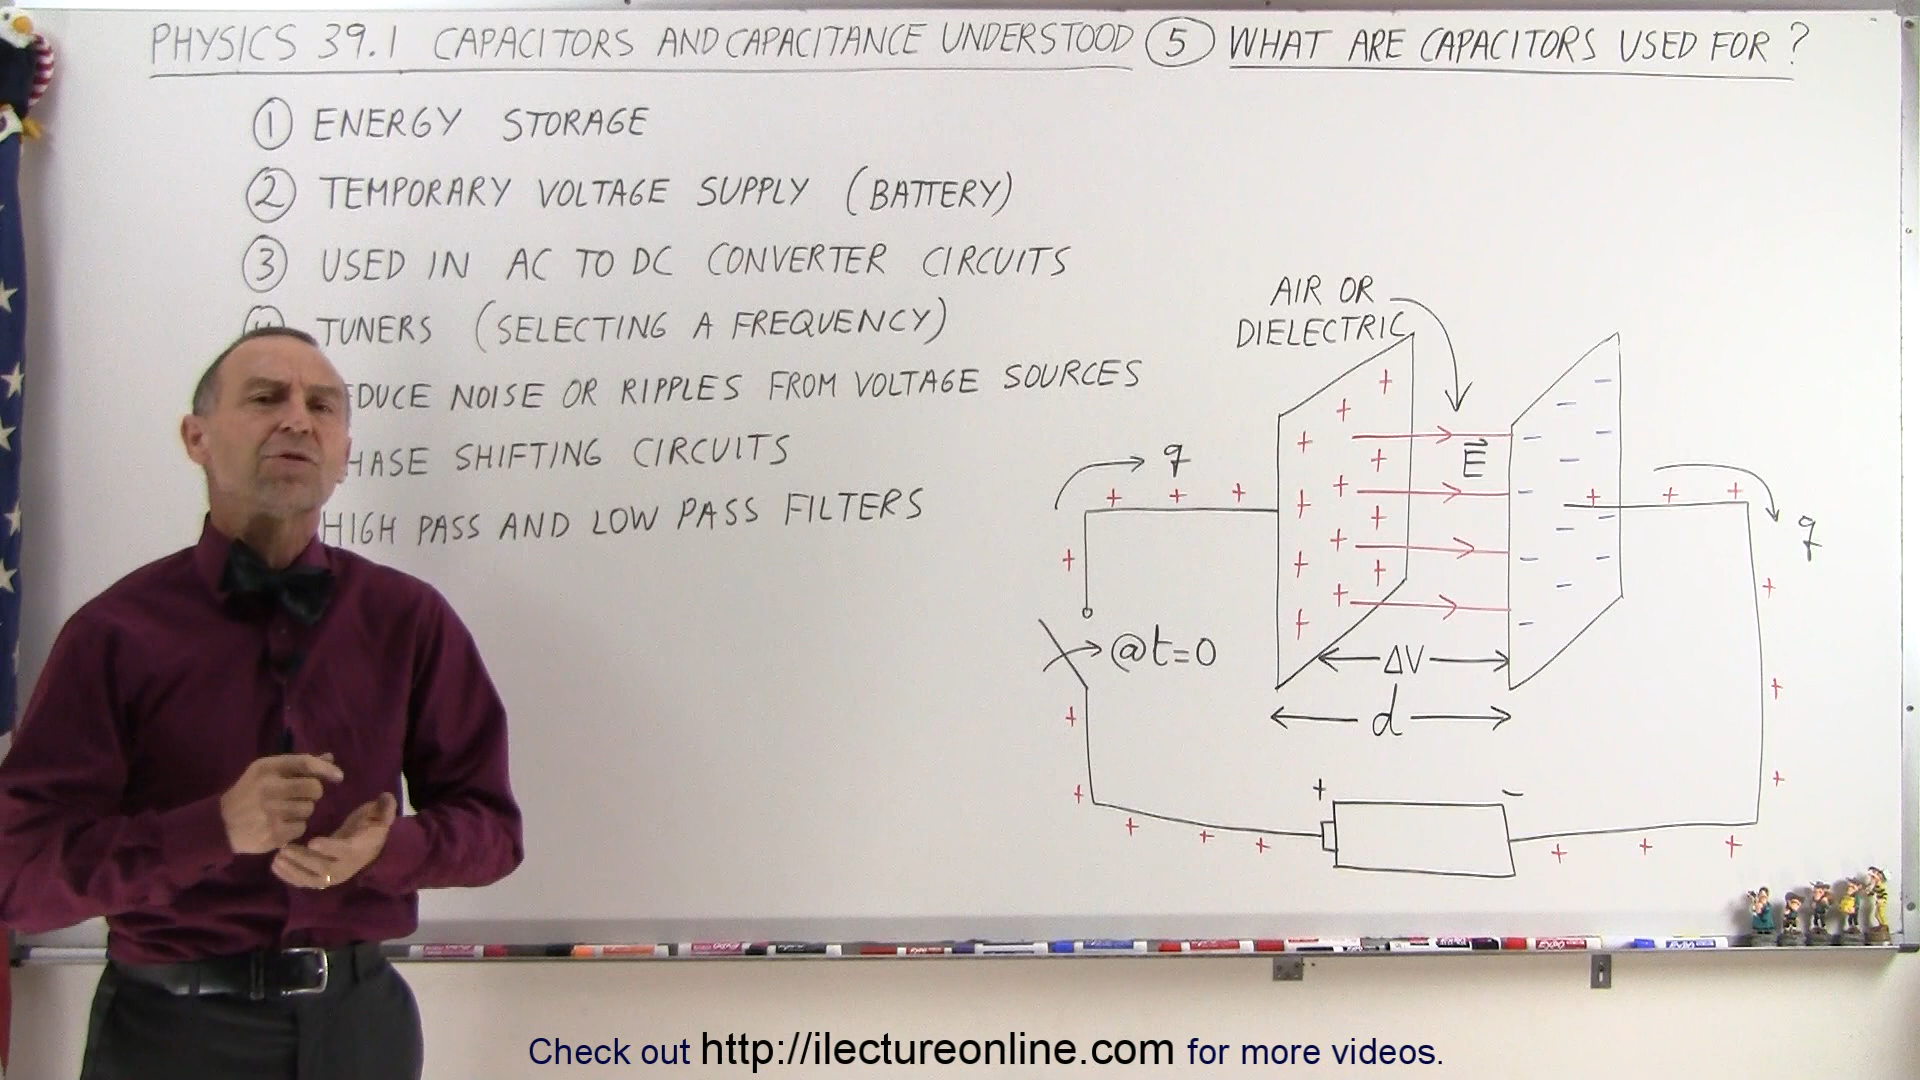 PHYSICS 39.1 CAPACITORS AND CAPACITANCE UNDERSTOOD ⑤ WHAT ARE CAPACITORS USED FOR?
① ENERGY STORAGE
② TEMPORARY VOLTAGE SUPPLY (BATTERY)
③ USED IN AC TO DC CONVERTER CIRCUITS
TUNERS (SELECTING A FREQUENCY)
EDUCE NOISE OR RIPPLES FROM VOLTAGE SOURCES
HASE SHIFTING CIRCUITS
HIGH PASS AND LOW PASS FILTERS
AIR OR
DIELECTRIC
q
E
q
@t=0
ΔV
d
+ -
EXPO
Check out http://ilectureonline.com for more videos.